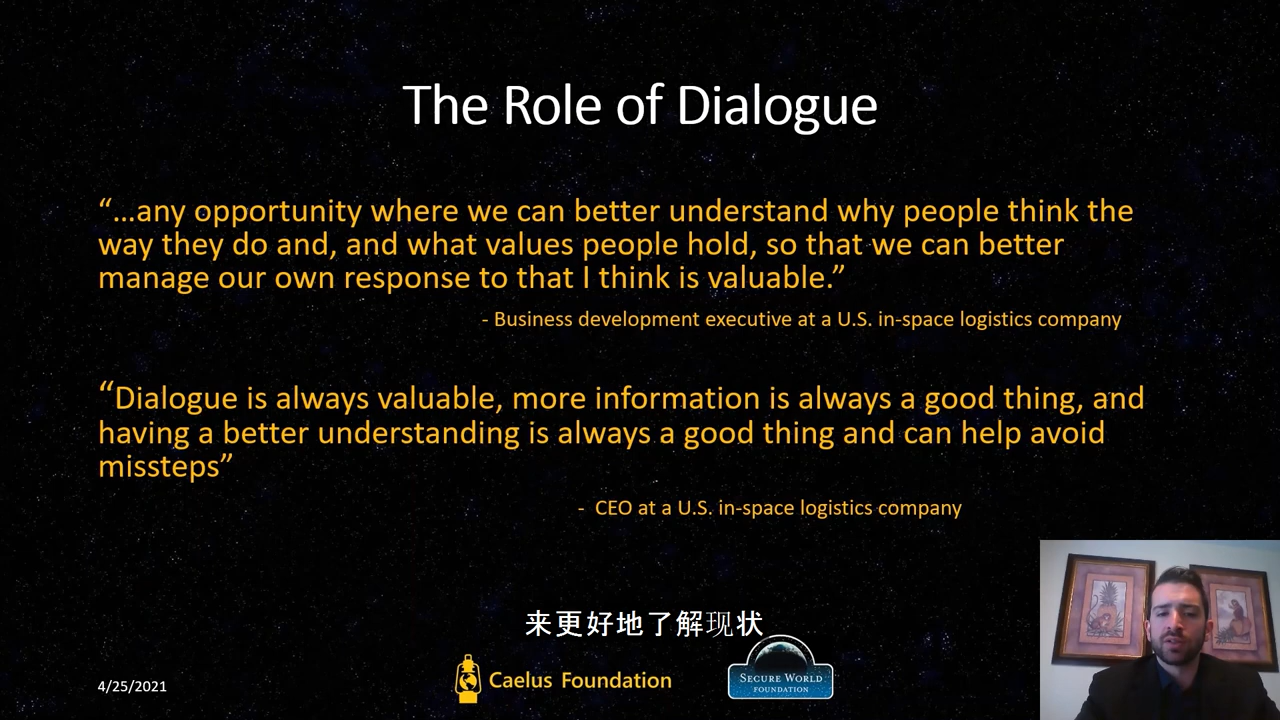 The Role of Dialogue
“...any opportunity where we can better understand why people think the
way they do and, and what values people hold, so that we can better
manage our own response to that I think is valuable.”
- Business development executive at a U.S. in-space logistics company
“Dialogue is always valuable, more information is always a good thing, and
having a better understanding is always a good thing and can help avoid
missteps”
- CEO at a U.S. in-space logistics company
来更好地了解现状
4/25/2021
Caelus Foundation
SECURE WORLD
FOUNDATION